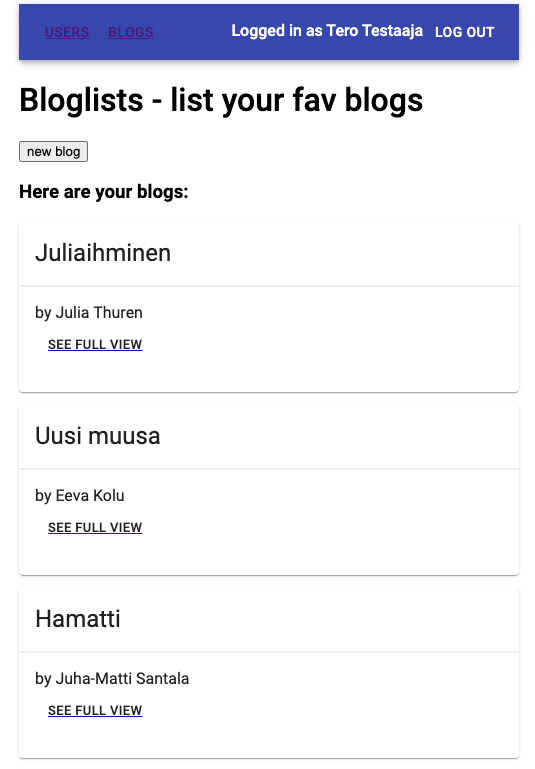 USERS BLOGS Logged in as Tero Testaaja LOG OUT
Bloglists - list your fav blogs
new blog
Here are your blogs:
Juliaihminen
by Julia Thuren
SEE FULL VIEW
Uusi muusa
by Eeva Kolu
SEE FULL VIEW
Hamatti
by Juha-Matti Santala
SEE FULL VIEW